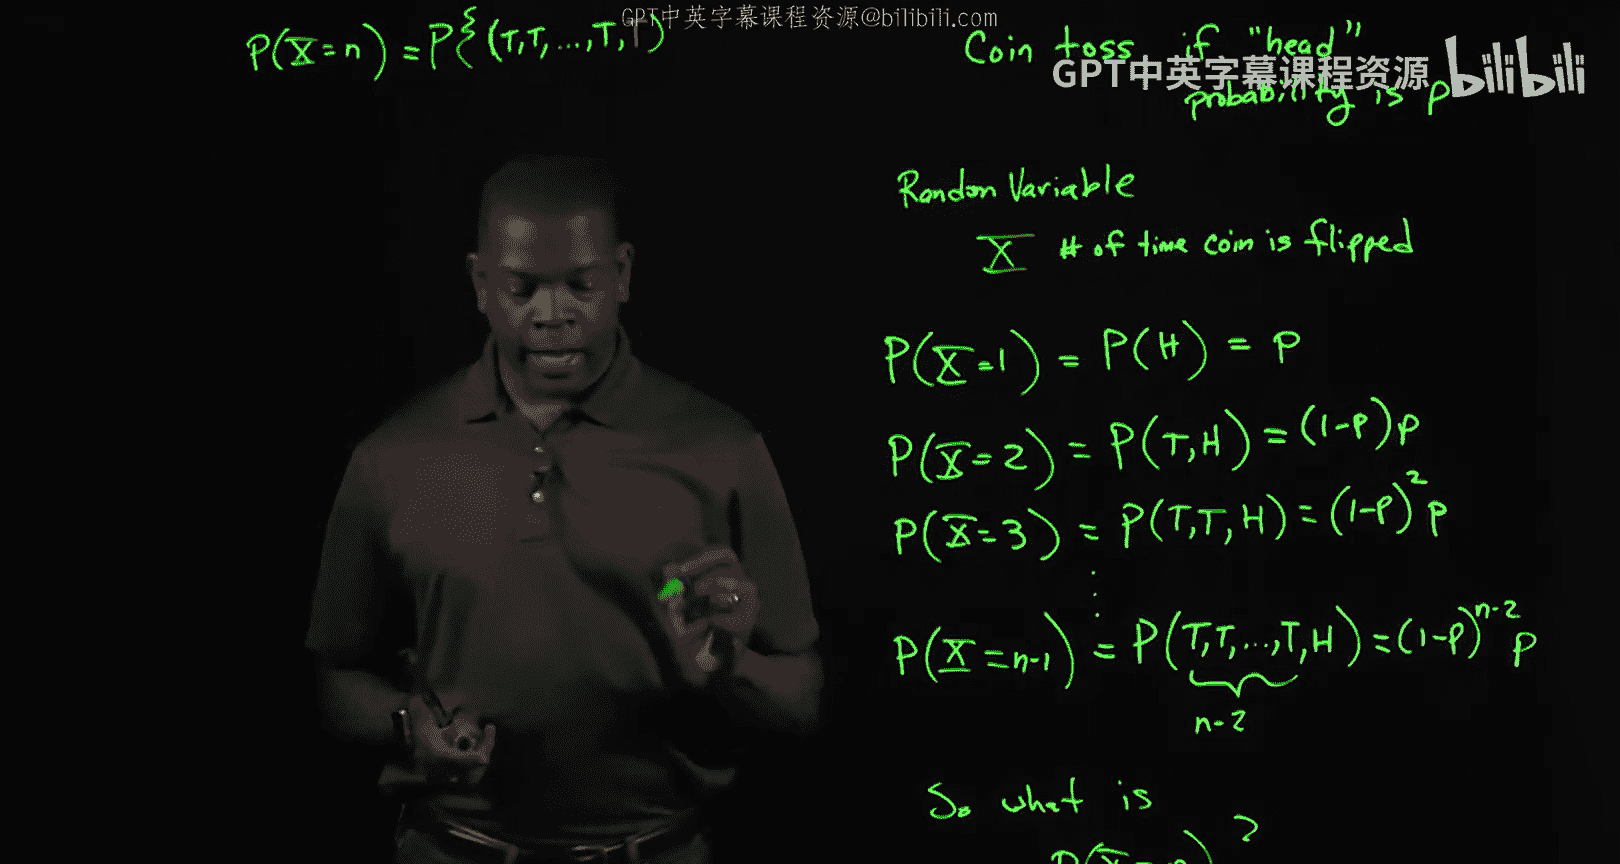 GPT中英字幕课程资源@bilibili.com
P(X=n) = P{(T,T,...,T,
Coin toss if "head"
GPT中英字幕课程资源 bilibili
probability is p
Random Variable
X # of time coin is flipped
P(X=1) = P(H) = p
P(X=2) = P(T,H) = (1-p)p
P(X=3) = P(T,T,H) = (1-p)²p
⋮
P(X=n-1) = P(T,T,...,T,H) = (1-p)ⁿ⁻²p
n-2
So what is
?